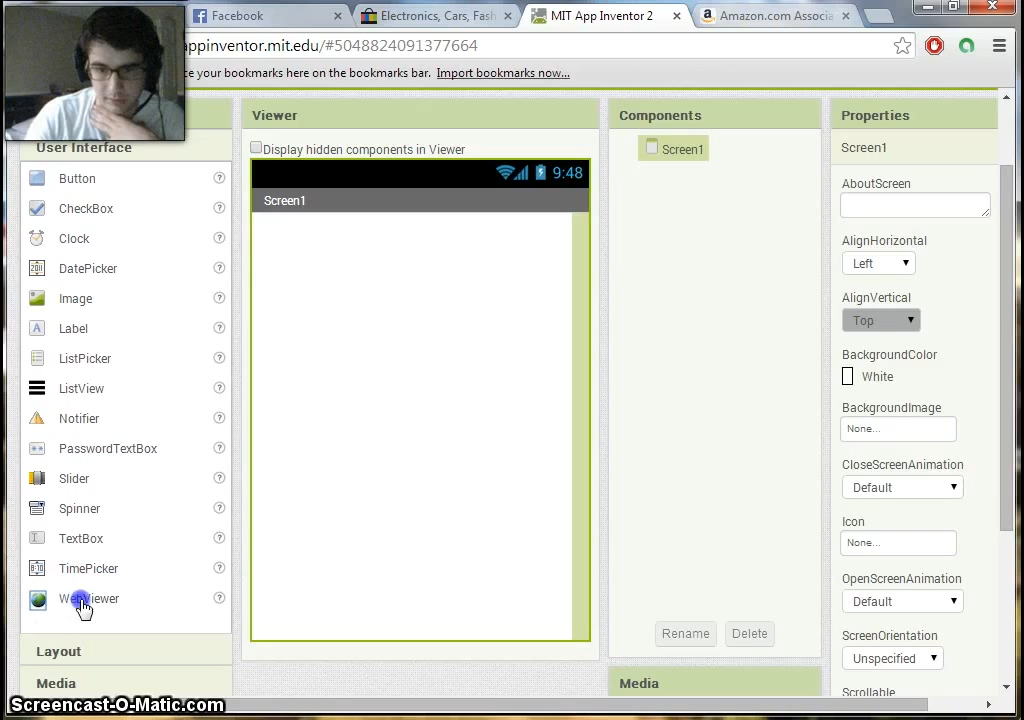 Facebook
Electronics, Cars, Fash
MIT App Inventor 2
Amazon.com Associa
appinventor.mit.edu/#5048824091377664
ce your bookmarks here on the bookmarks bar. Import bookmarks now...
User Interface
Button
CheckBox
Clock
DatePicker
Image
Label
ListPicker
ListView
Notifier
PasswordTextBox
Slider
Spinner
TextBox
TimePicker
WebViewer
Layout
Media
Viewer
Display hidden components in Viewer
9:48
Screen1
Components
Screen1
Rename
Delete
Media
Properties
Screen1
AboutScreen
AlignHorizontal
Left
AlignVertical
Top
BackgroundColor
White
BackgroundImage
None...
CloseScreenAnimation
Default
Icon
None...
OpenScreenAnimation
Default
ScreenOrientation
Unspecified
Scrollable
Screencast-O-Matic.com